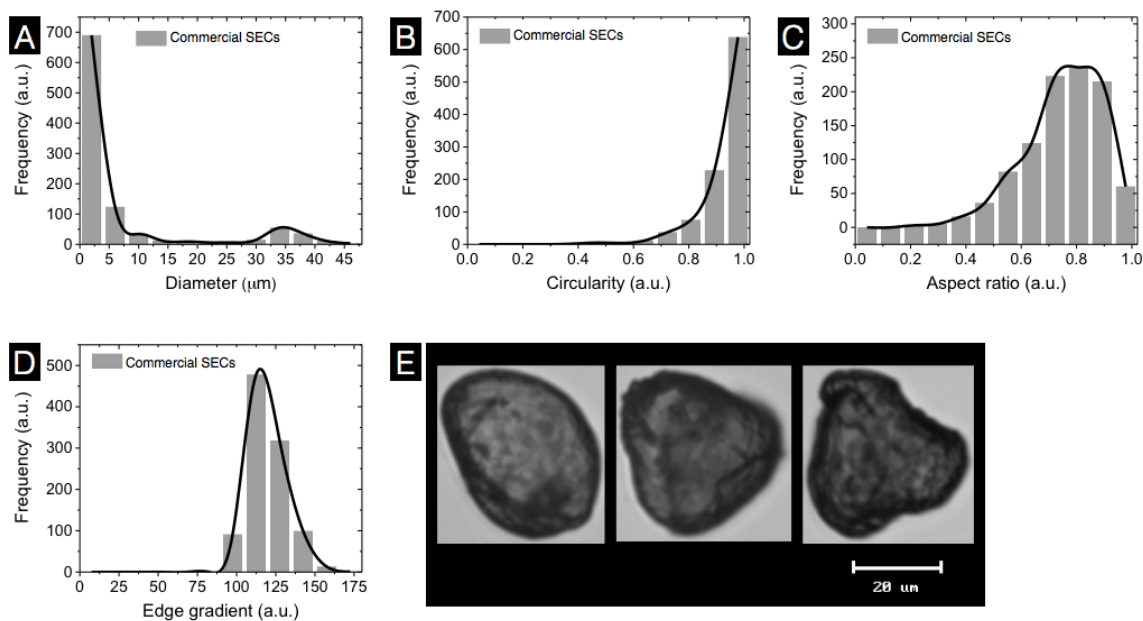 A
Commercial SECs
Frequency (a.u.)
700
600
500
400
300
200
100
0
0 5 10 15 20 25 30 35 40 45
Diameter (μm)
B
Commercial SECs
Frequency (a.u.)
700
600
500
400
300
200
100
0
0.0 0.2 0.4 0.6 0.8 1.0
Circularity (a.u.)
C
Commercial SECs
Frequency (a.u.)
300
250
200
150
100
50
0
0.0 0.2 0.4 0.6 0.8 1.0
Aspect ratio (a.u.)
D
Commercial SECs
Frequency (a.u.)
500
400
300
200
100
0
0 25 50 75 100 125 150 175
Edge gradient (a.u.)
E
20 um